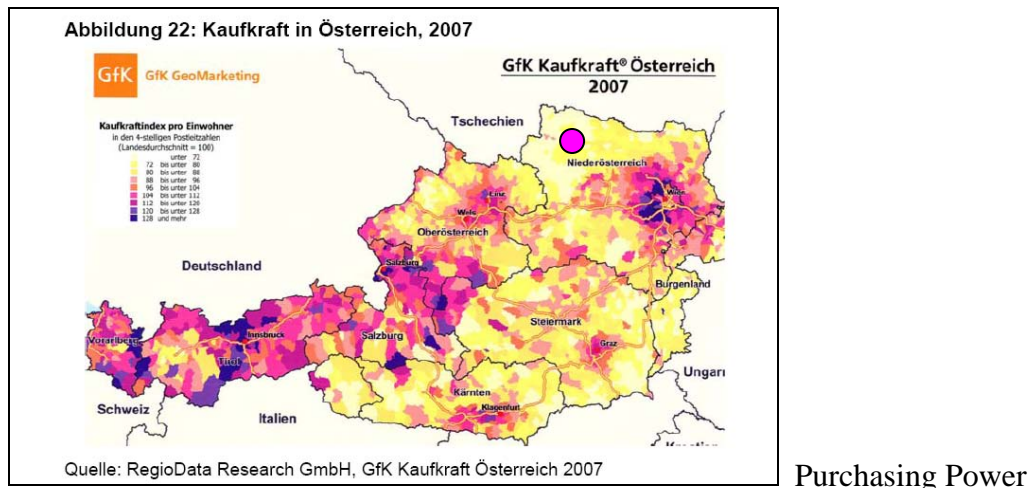 Abbildung 22: Kaufkraft in Österreich, 2007
GfK GfK GeoMarketing
GfK Kaufkraft® Österreich
2007
Kaufkraftindex pro Einwohner
in den 4-stelligen Postleitzahlen
(Landesdurchschnitt = 100)
unter 72
72 bis unter 80
80 bis unter 88
88 bis unter 96
96 bis unter 104
104 bis unter 112
112 bis unter 120
120 bis unter 128
128 und mehr
Tschechien
Niederösterreich
Linz
Wien
Wels
Oberösterreich
Salzburg
Deutschland
Burgenland
Steiermark
Innsbruck
Salzburg
Vorarlberg
Tirol
Graz
Ungarn
Kärnten
Klagenfurt
Schweiz
Italien
Quelle: RegioData Research GmbH, GfK Kaufkraft Österreich 2007
Purchasing Power